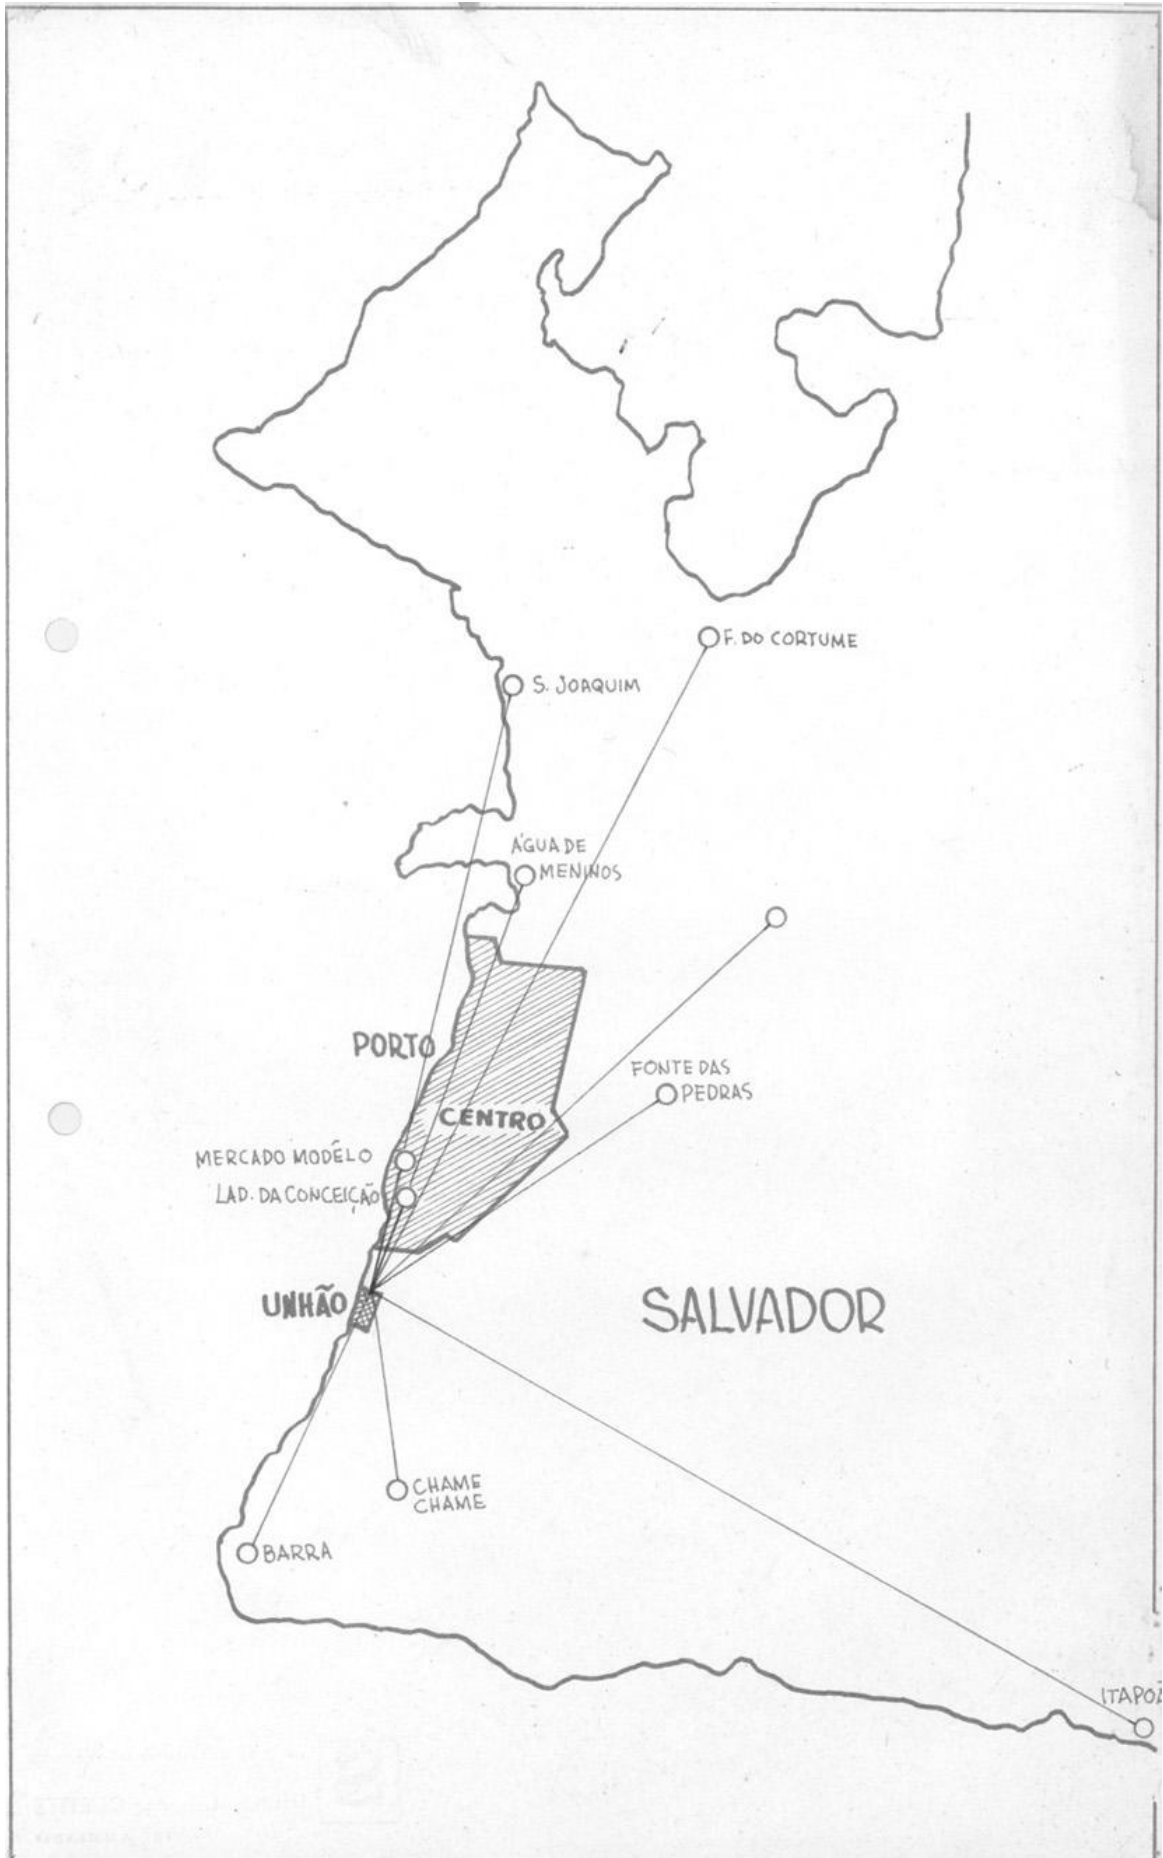 F. DO CORTUME
S. JOAQUIM
ÁGUA DE
MENINOS
PORTO
FONTE DAS
PEDRAS
CENTRO
MERCADO MODÉLO
LAD. DA CONCEIÇÃO
UNHÃO
SALVADOR
CHAME
CHAME
BARRA
ITAPOÃ